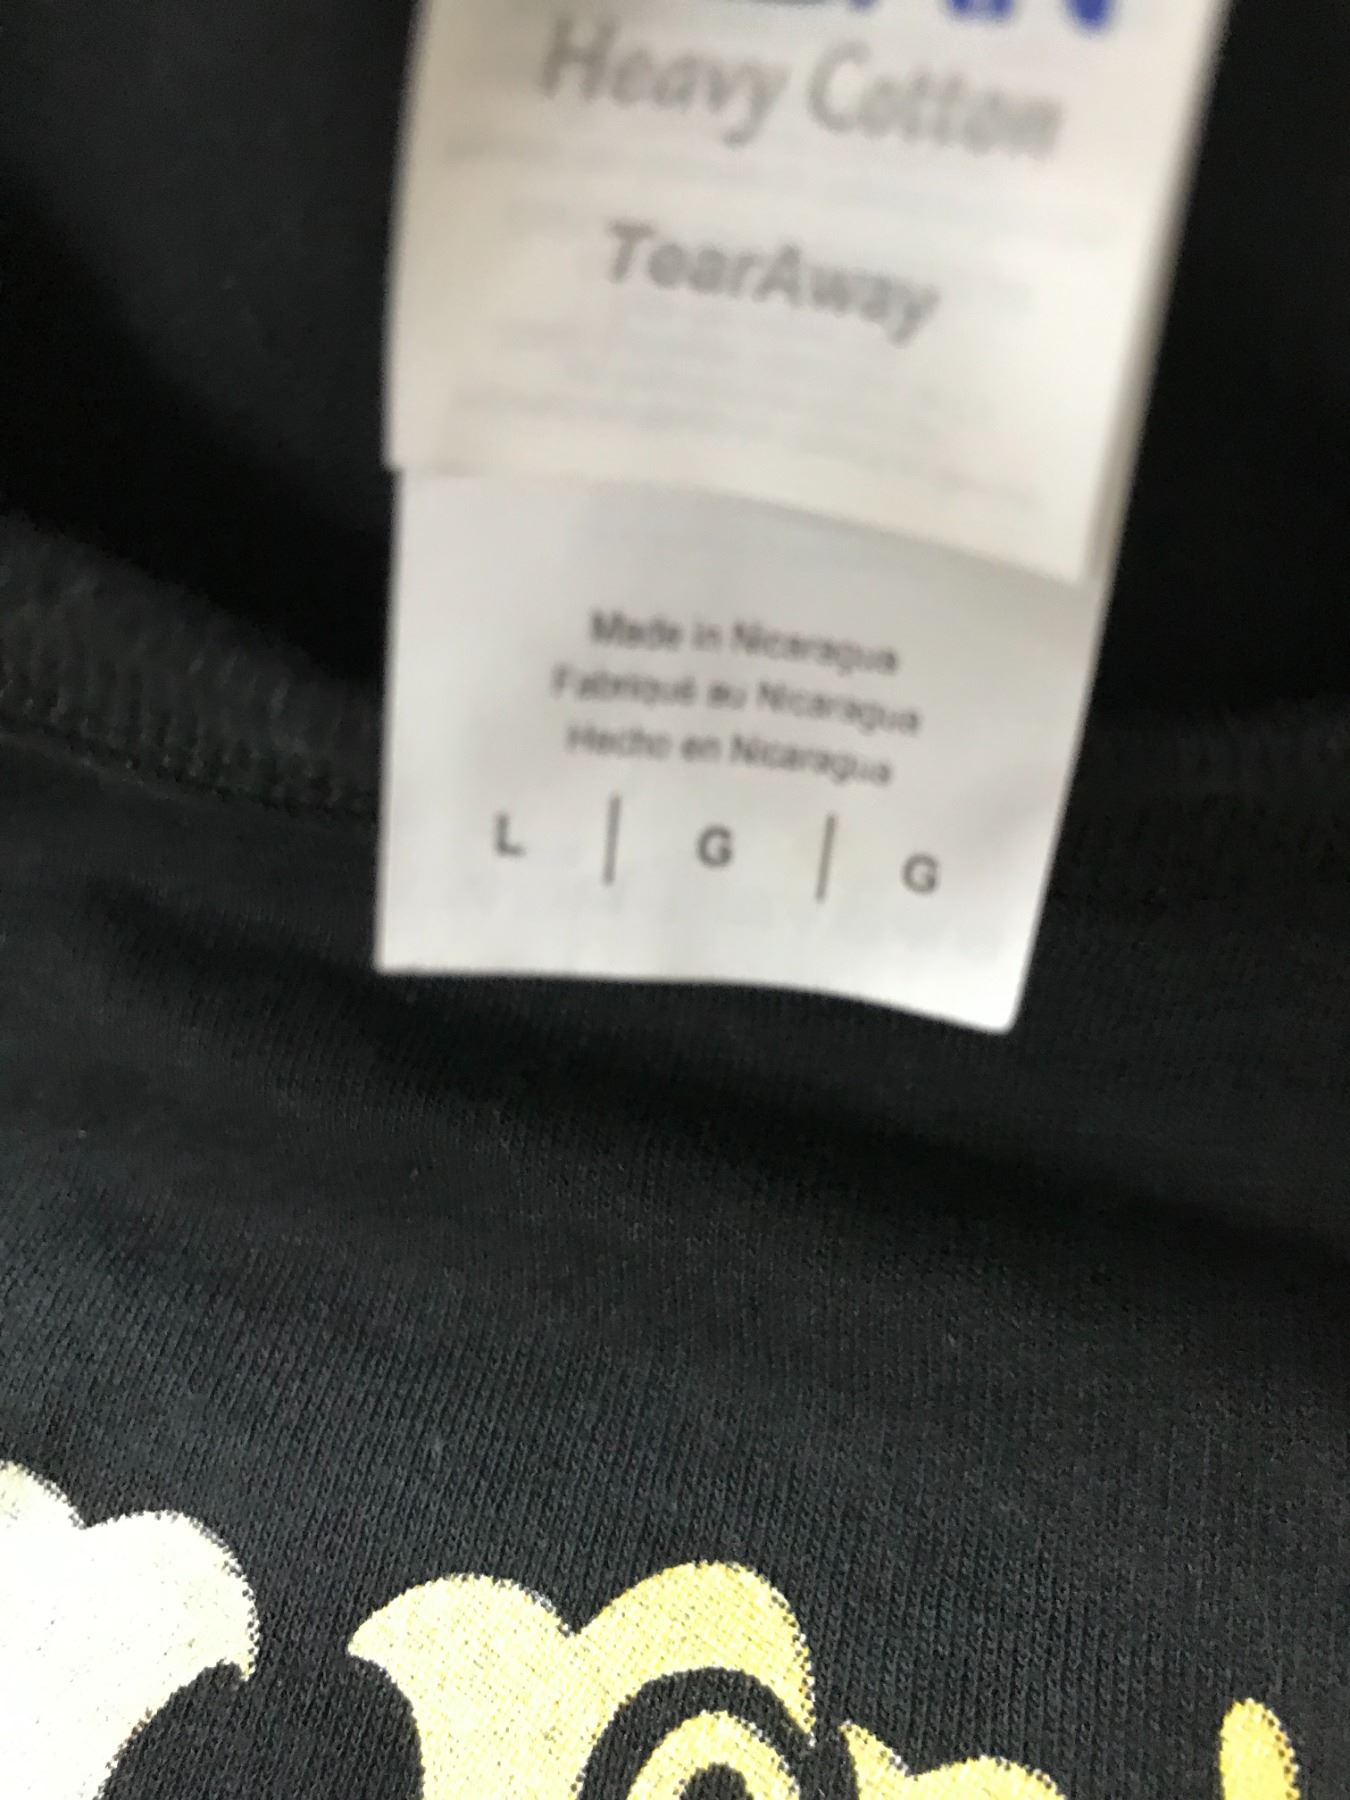 Heavy Cotton
TearAway
Made in Nicaragua
Fabriqué au Nicaragua
Hecho en Nicaragua
L | G | G